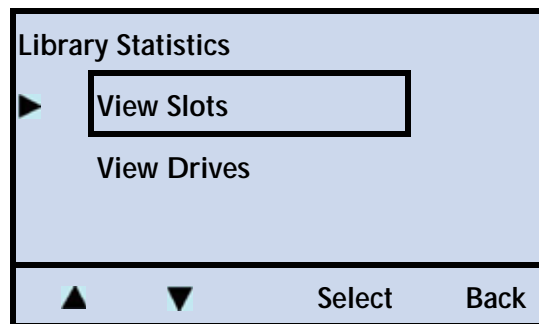 Library Statistics
View Slots
View Drives
Select Back